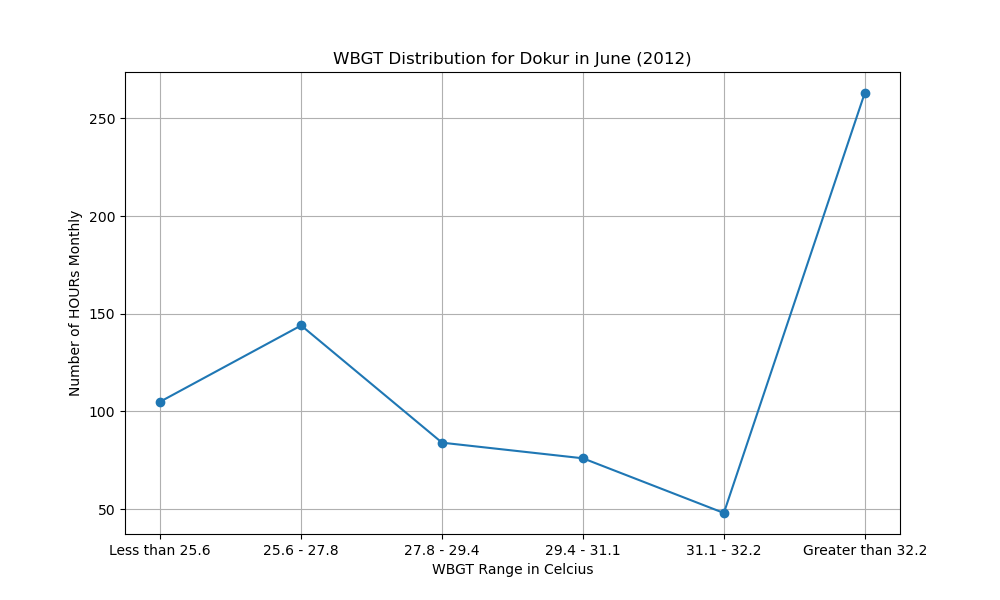 WBGT Distribution for Dokur in June (2012)
Number of HOURs Monthly
250
200
150
100
50
Less than 25.6
25.6 - 27.8
27.8 - 29.4
29.4 - 31.1
31.1 - 32.2
Greater than 32.2
WBGT Range in Celcius